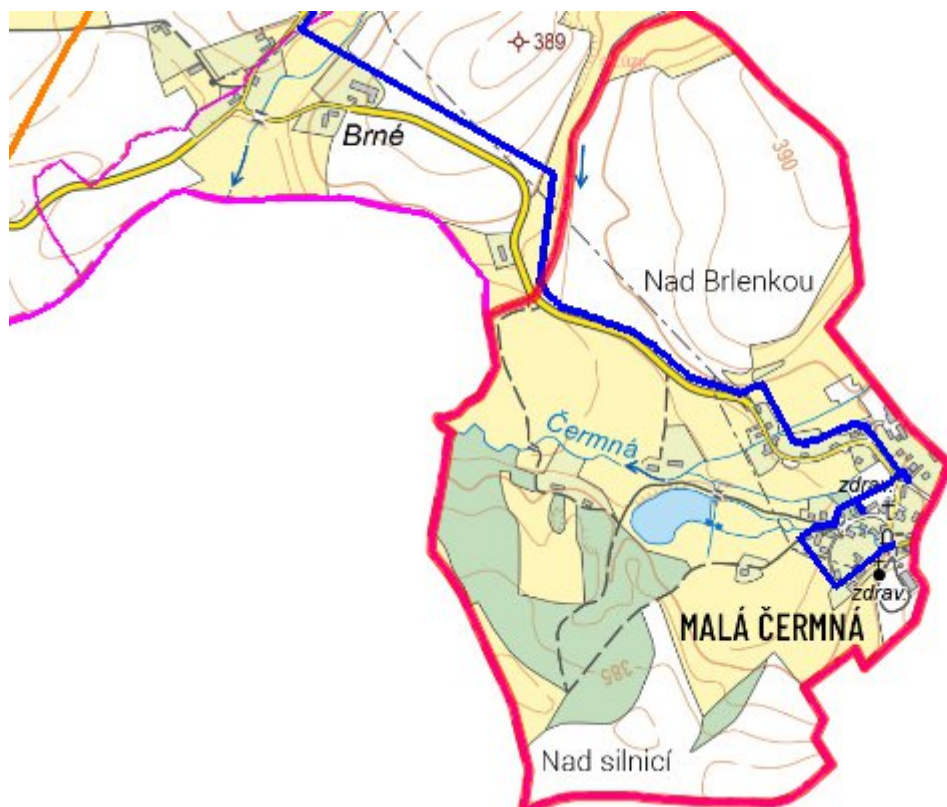 389
Brné
390
Nad Brlenkou
Čermná
zdrav.
MALÁ ČERMNÁ
zdrav.
385
Nad silnicí